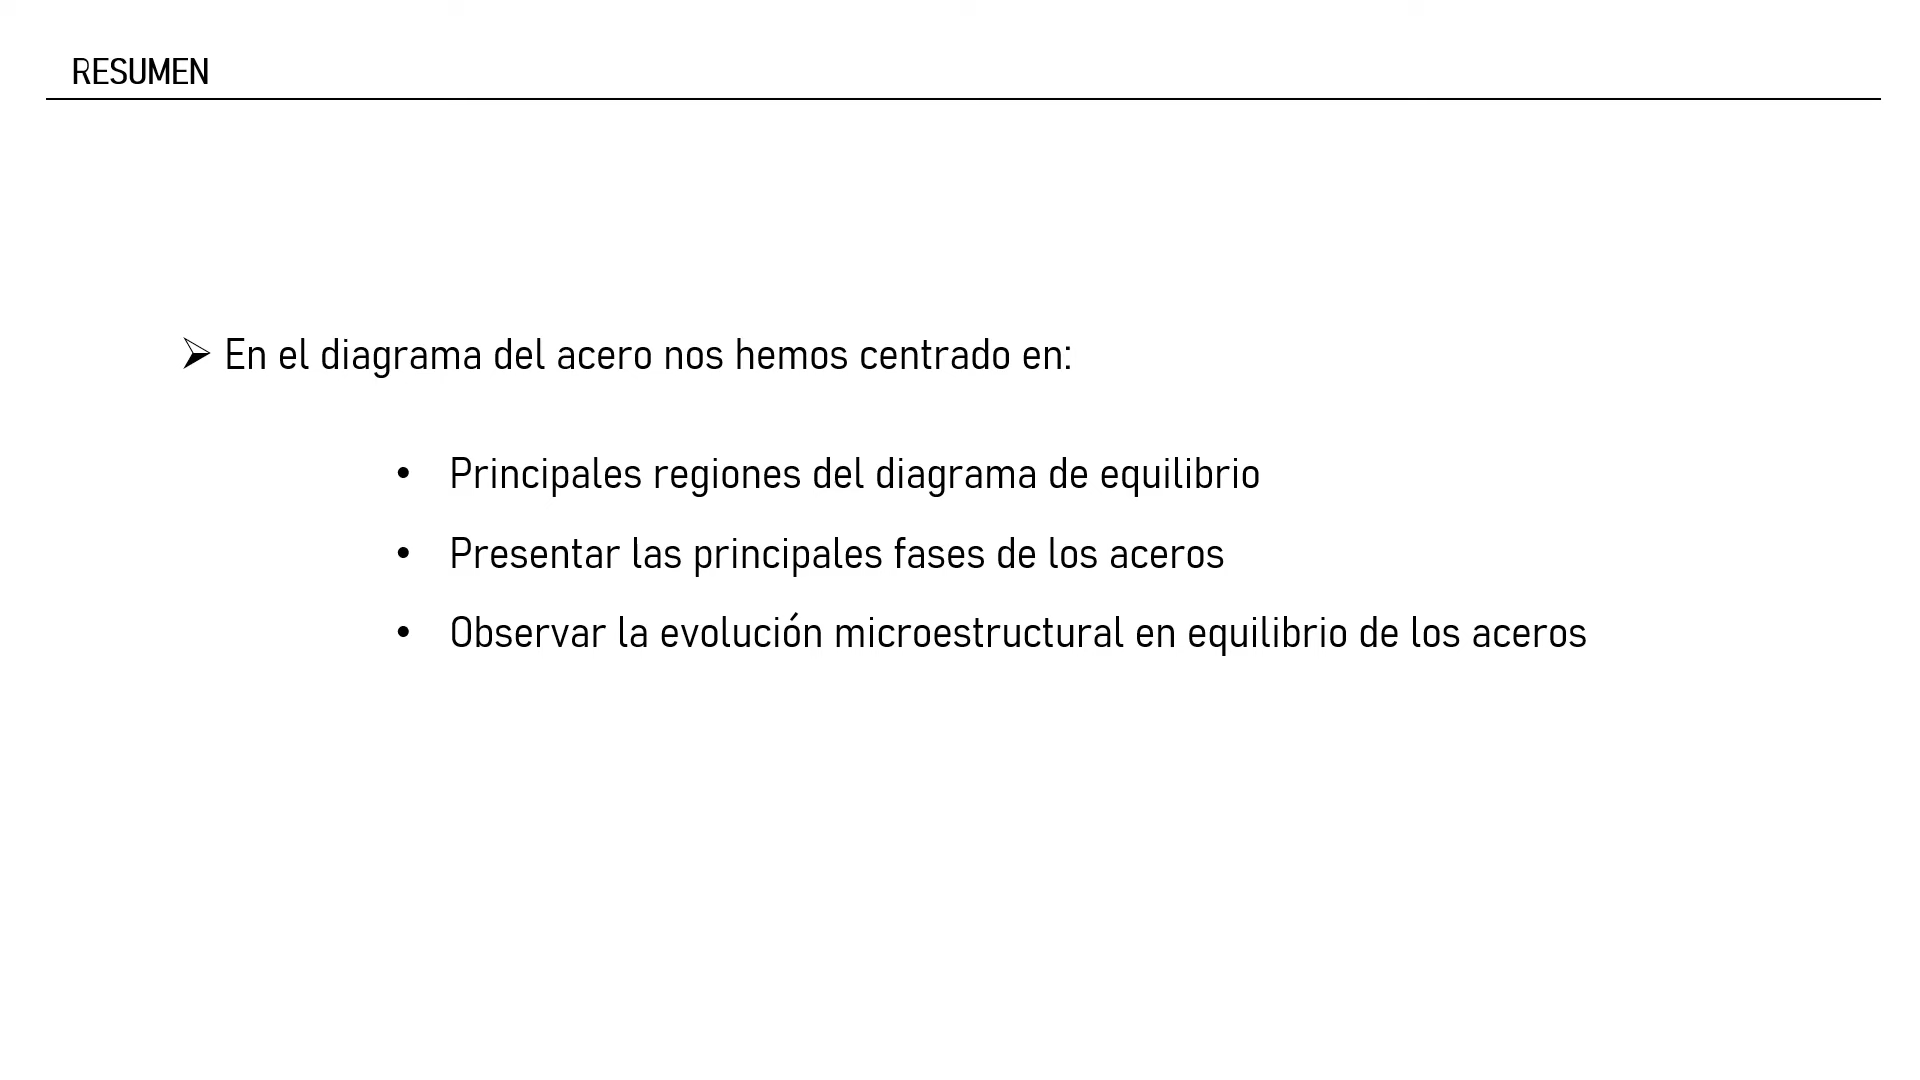 RESUMEN
➢ En el diagrama del acero nos hemos centrado en:
• Principales regiones del diagrama de equilibrio
• Presentar las principales fases de los aceros
• Observar la evolución microestructural en equilibrio de los aceros